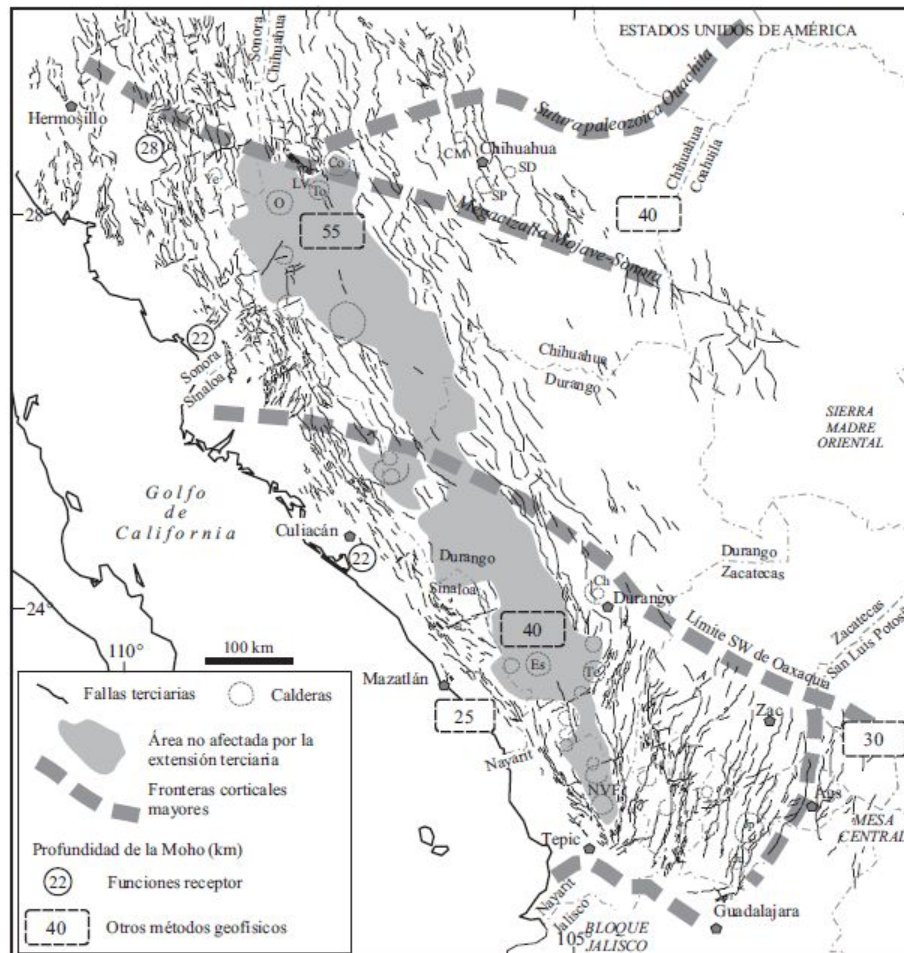 ESTADOS UNIDOS DE AMÉRICA
Sonora
Chihuahua
Sutura paleozoica Ouachita
Hermosillo
28
Chihuahua
CM
SD
SP
Chihuahua
Coahuila
Co
Ye
LV
To
O
28°
55
40
Megacizalla Mojave-Sonora
22
Sonora
Sinaloa
Chihuahua
Durango
SIERRA
MADRE
ORIENTAL
Golfo
de
California
Culiacán
22
Durango
Sinaloa
Durango
Zacatecas
Ch
Durango
24°
40
Límite SW de Oaxaquia
Zacatecas
San Luis Potosí
110°
100 km
Es
Te
Mazatlán
25
Zac
30
Nayarit
NVF
Ags
MESA
CENTRAL
Tepic
Nayarit
Jalisco
Guadalajara
BLOQUE
JALISCO
105°
Fallas terciarias
Calderas
Área no afectada por la
extensión terciaria
Fronteras corticales
mayores
Profundidad de la Moho (km)
22
Funciones receptor
40
Otros métodos geofísicos